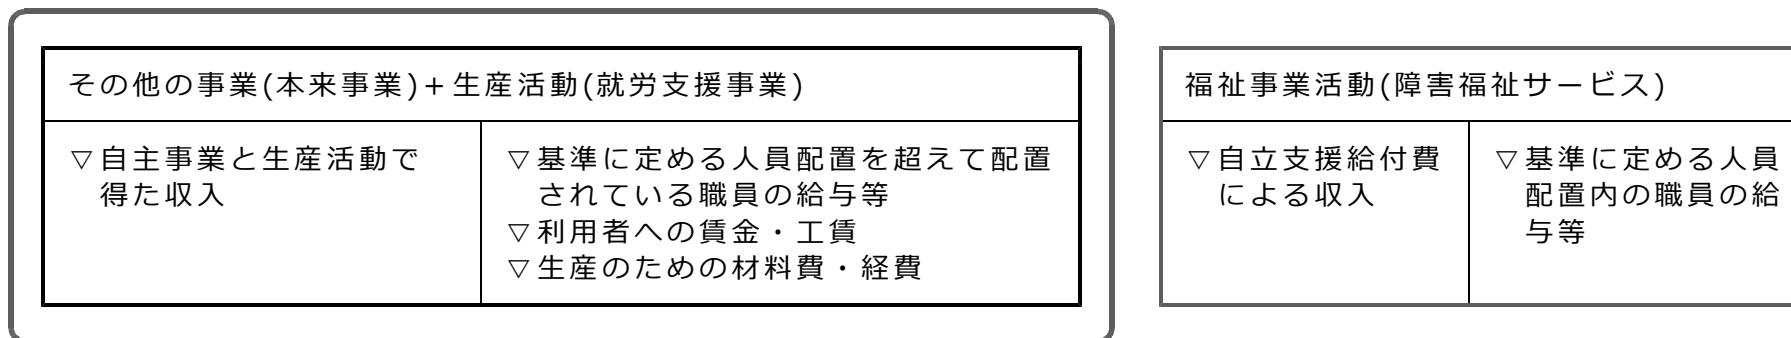 その他の事業(本来事業)+生産活動(就労支援事業)
▽自主事業と生産活動で
得た収入
▽基準に定める人員配置を超えて配置
されている職員の給与等
▽利用者への賃金・工賃
▽生産のための材料費・経費
福祉事業活動(障害福祉サービス)
▽自立支援給付費
による収入
▽基準に定める人員
配置内の職員の給
与等